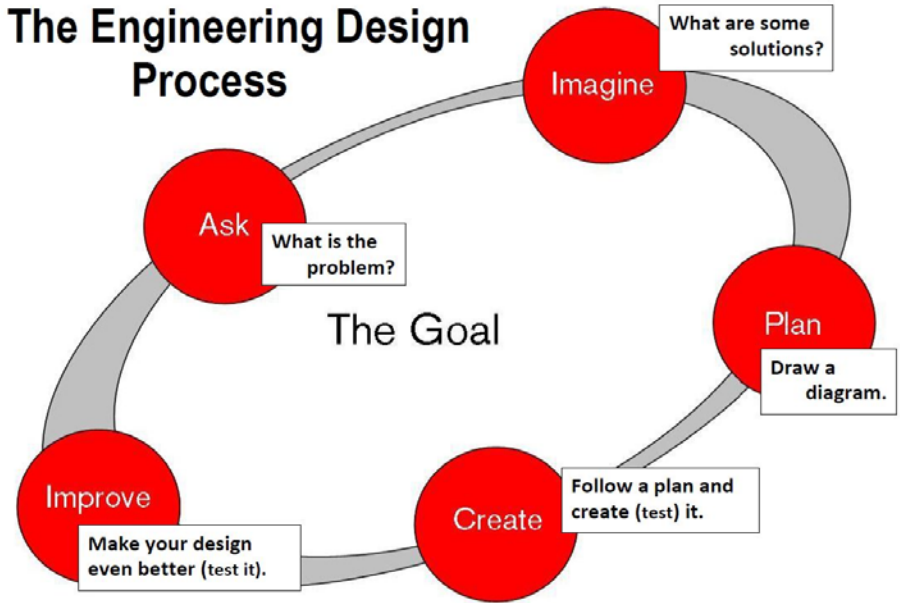 The Engineering Design
Process
Imagine
What are some
solutions?
Ask
What is the
problem?
The Goal
Plan
Draw a
diagram.
Create
Follow a plan and
create (test) it.
Improve
Make your design
even better (test it).